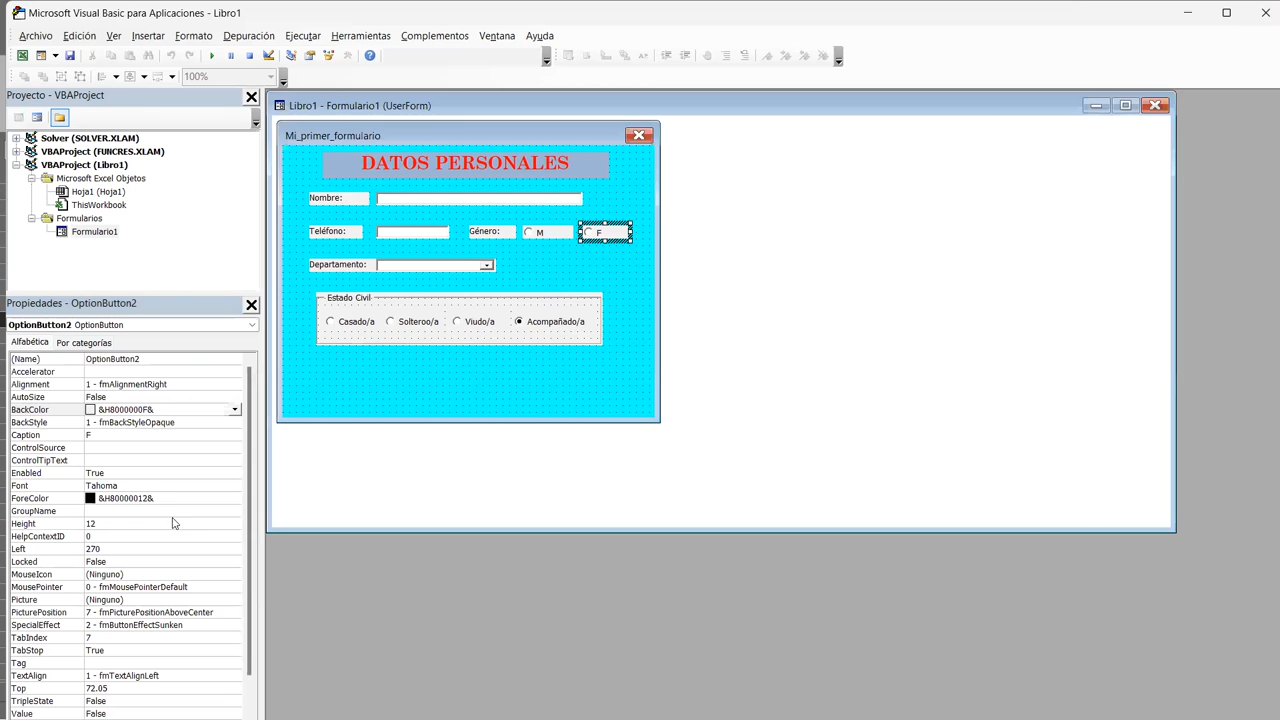 Microsoft Visual Basic para Aplicaciones - Libro1
Archivo Edición Ver Insertar Formato Depuración Ejecutar Herramientas Complementos Ventana Ayuda
100%
Proyecto - VBAProject
Solver (SOLVER.XLAM)
VBAProject (FUNCRES.XLAM)
VBAProject (Libro1)
Microsoft Excel Objetos
Hoja1 (Hoja1)
ThisWorkbook
Formularios
Formulario1
Propiedades - OptionButton2
OptionButton2 OptionButton
Alfabética Por categorías
(Name) OptionButton2
Accelerator
Alignment 1 - fmAlignmentRight
AutoSize False
BackColor &H8000000F&
BackStyle 1 - fmBackStyleOpaque
Caption F
ControlSource
ControlTipText
Enabled True
Font Tahoma
ForeColor &H80000012&
GroupName
Height 12
HelpContextID 0
Left 270
Locked False
MouseIcon (Ninguno)
MousePointer 0 - fmMousePointerDefault
Picture (Ninguno)
PicturePosition 7 - fmPicturePositionAboveCenter
SpecialEffect 2 - fmButtonEffectSunken
TabIndex 7
TabStop True
Tag
TextAlign 1 - fmTextAlignLeft
Top 72.05
TripleState False
Value False
Libro1 - Formulario1 (UserForm)
Mi_primer_formulario
DATOS PERSONALES
Nombre:
Teléfono: Género: M F
Departamento:
Estado Civil
Casado/a Solteroo/a Viudo/a Acompañado/a